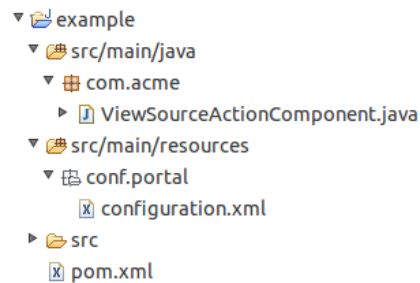 example
src/main/java
com.acme
ViewSourceActionComponent.java
src/main/resources
conf.portal
configuration.xml
src
pom.xml